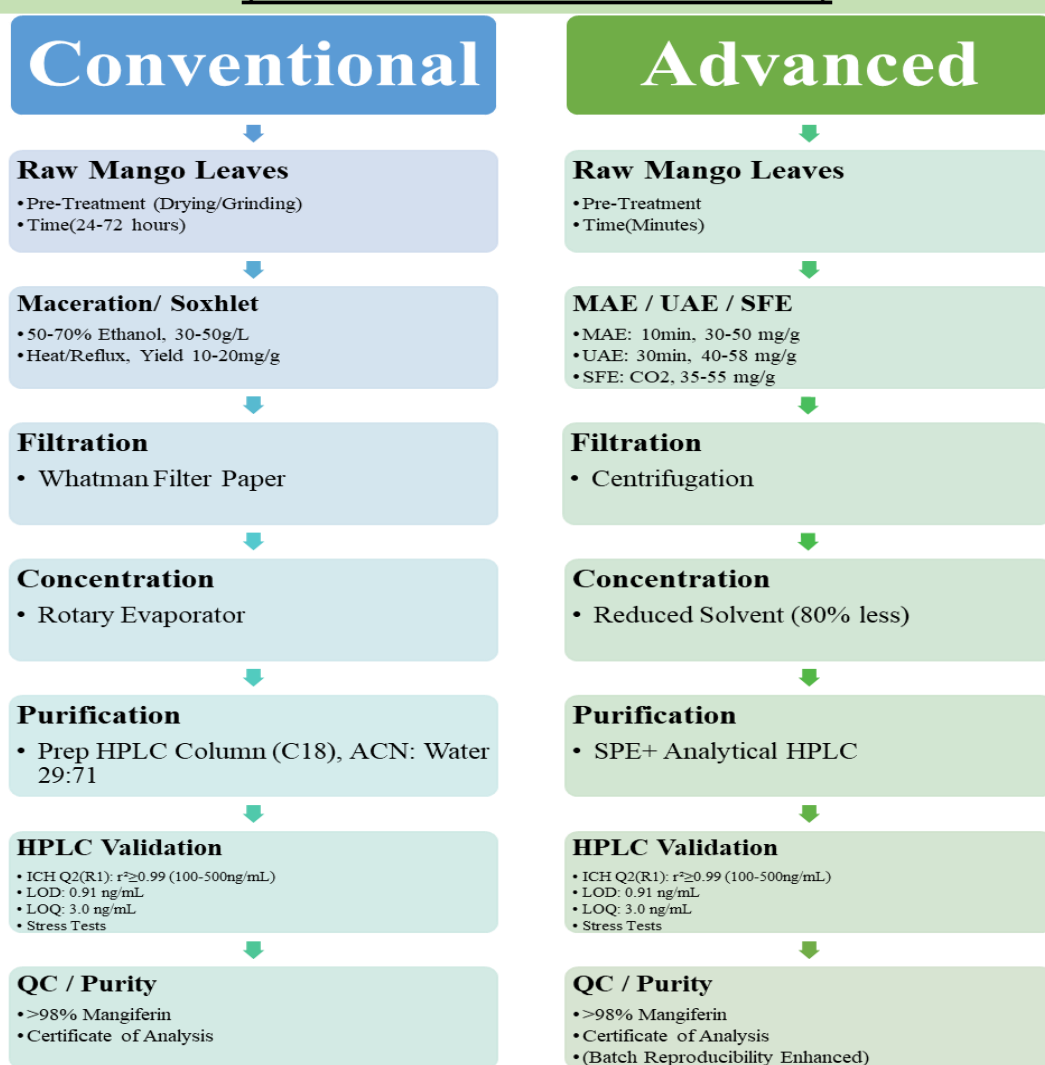 Conventional
Raw Mango Leaves
•Pre-Treatment (Drying/Grinding)
•Time(24-72 hours)
Maceration/ Soxhlet
•50-70% Ethanol, 30-50g/L
•Heat/Reflux, Yield 10-20mg/g
Filtration
• Whatman Filter Paper
Concentration
• Rotary Evaporator
Purification
• Prep HPLC Column (C18), ACN: Water
29:71
HPLC Validation
• ICH Q2(R1): r²≥0.99 (100-500ng/mL)
• LOD: 0.91 ng/mL
• LOQ: 3.0 ng/mL
• Stress Tests
QC / Purity
•>98% Mangiferin
•Certificate of Analysis
Advanced
Raw Mango Leaves
•Pre-Treatment
•Time(Minutes)
MAE / UAE / SFE
•MAE: 10min, 30-50 mg/g
•UAE: 30min, 40-58 mg/g
•SFE: CO2, 35-55 mg/g
Filtration
• Centrifugation
Concentration
• Reduced Solvent (80% less)
Purification
• SPE+ Analytical HPLC
HPLC Validation
• ICH Q2(R1): r²≥0.99 (100-500ng/mL)
• LOD: 0.91 ng/mL
• LOQ: 3.0 ng/mL
• Stress Tests
QC / Purity
•>98% Mangiferin
•Certificate of Analysis
•(Batch Reproducibility Enhanced)